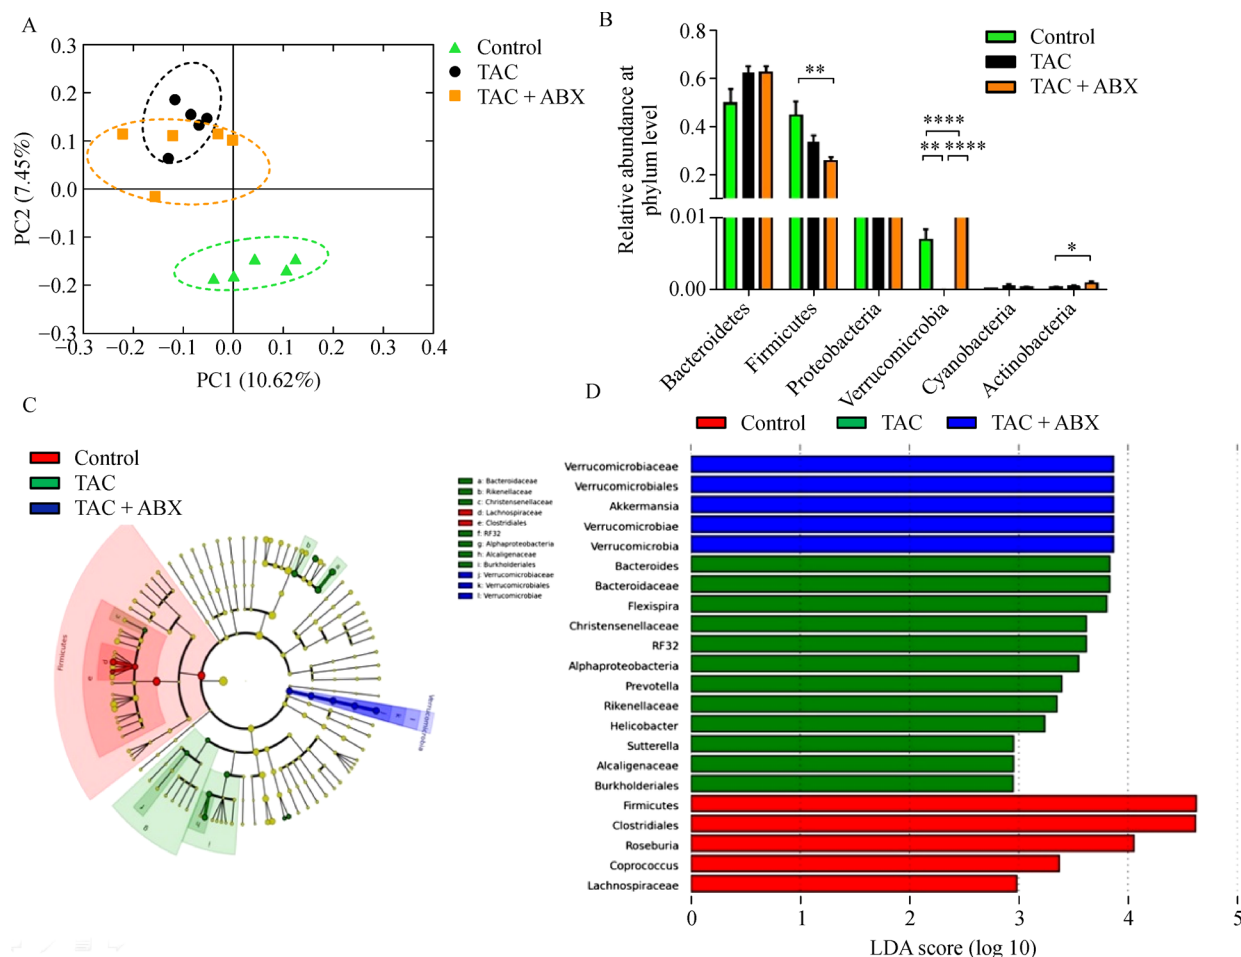 A
Control
TAC
TAC + ABX
0.3
0.2
0.1
0.0
−0.1
−0.2
−0.3
−0.3
−0.2
−0.1
0.0
0.1
0.2
0.3
0.4
PC2 (7.45%)
PC1 (10.62%)
B
Control
TAC
TAC + ABX
0.8
0.6
0.4
0.2
0.01
0.00
Relative abundance at
phylum level
**
****
** ****
*
Bacteroidetes
Firmicutes
Proteobacteria
Verrucomicrobia
Cyanobacteria
Actinobacteria
C
Control
TAC
TAC + ABX
a: Bacteroidaceae
b: Rikenellaceae
c: Christensenellaceae
d: Lachnospiraceae
e: Clostridiales
f: RF32
g: Alphaproteobacteria
h: Alcaligenaceae
i: Burkholderiales
j: Verrucomicrobiaceae
k: Verrucomicrobiales
l: Verrucomicrobiae
Firmicutes
Verrucomicrobia
b
d
e
g
D
Control
TAC
TAC + ABX
Verrucomicrobiaceae
Verrucomicrobiales
Akkermansia
Verrucomicrobiae
Verrucomicrobia
Bacteroides
Bacteroidaceae
Flexispira
Christensenellaceae
RF32
Alphaproteobacteria
Prevotella
Rikenellaceae
Helicobacter
Sutterella
Alcaligenaceae
Burkholderiales
Firmicutes
Clostridiales
Roseburia
Coprococcus
Lachnospiraceae
0
1
2
3
4
5
LDA score (log 10)